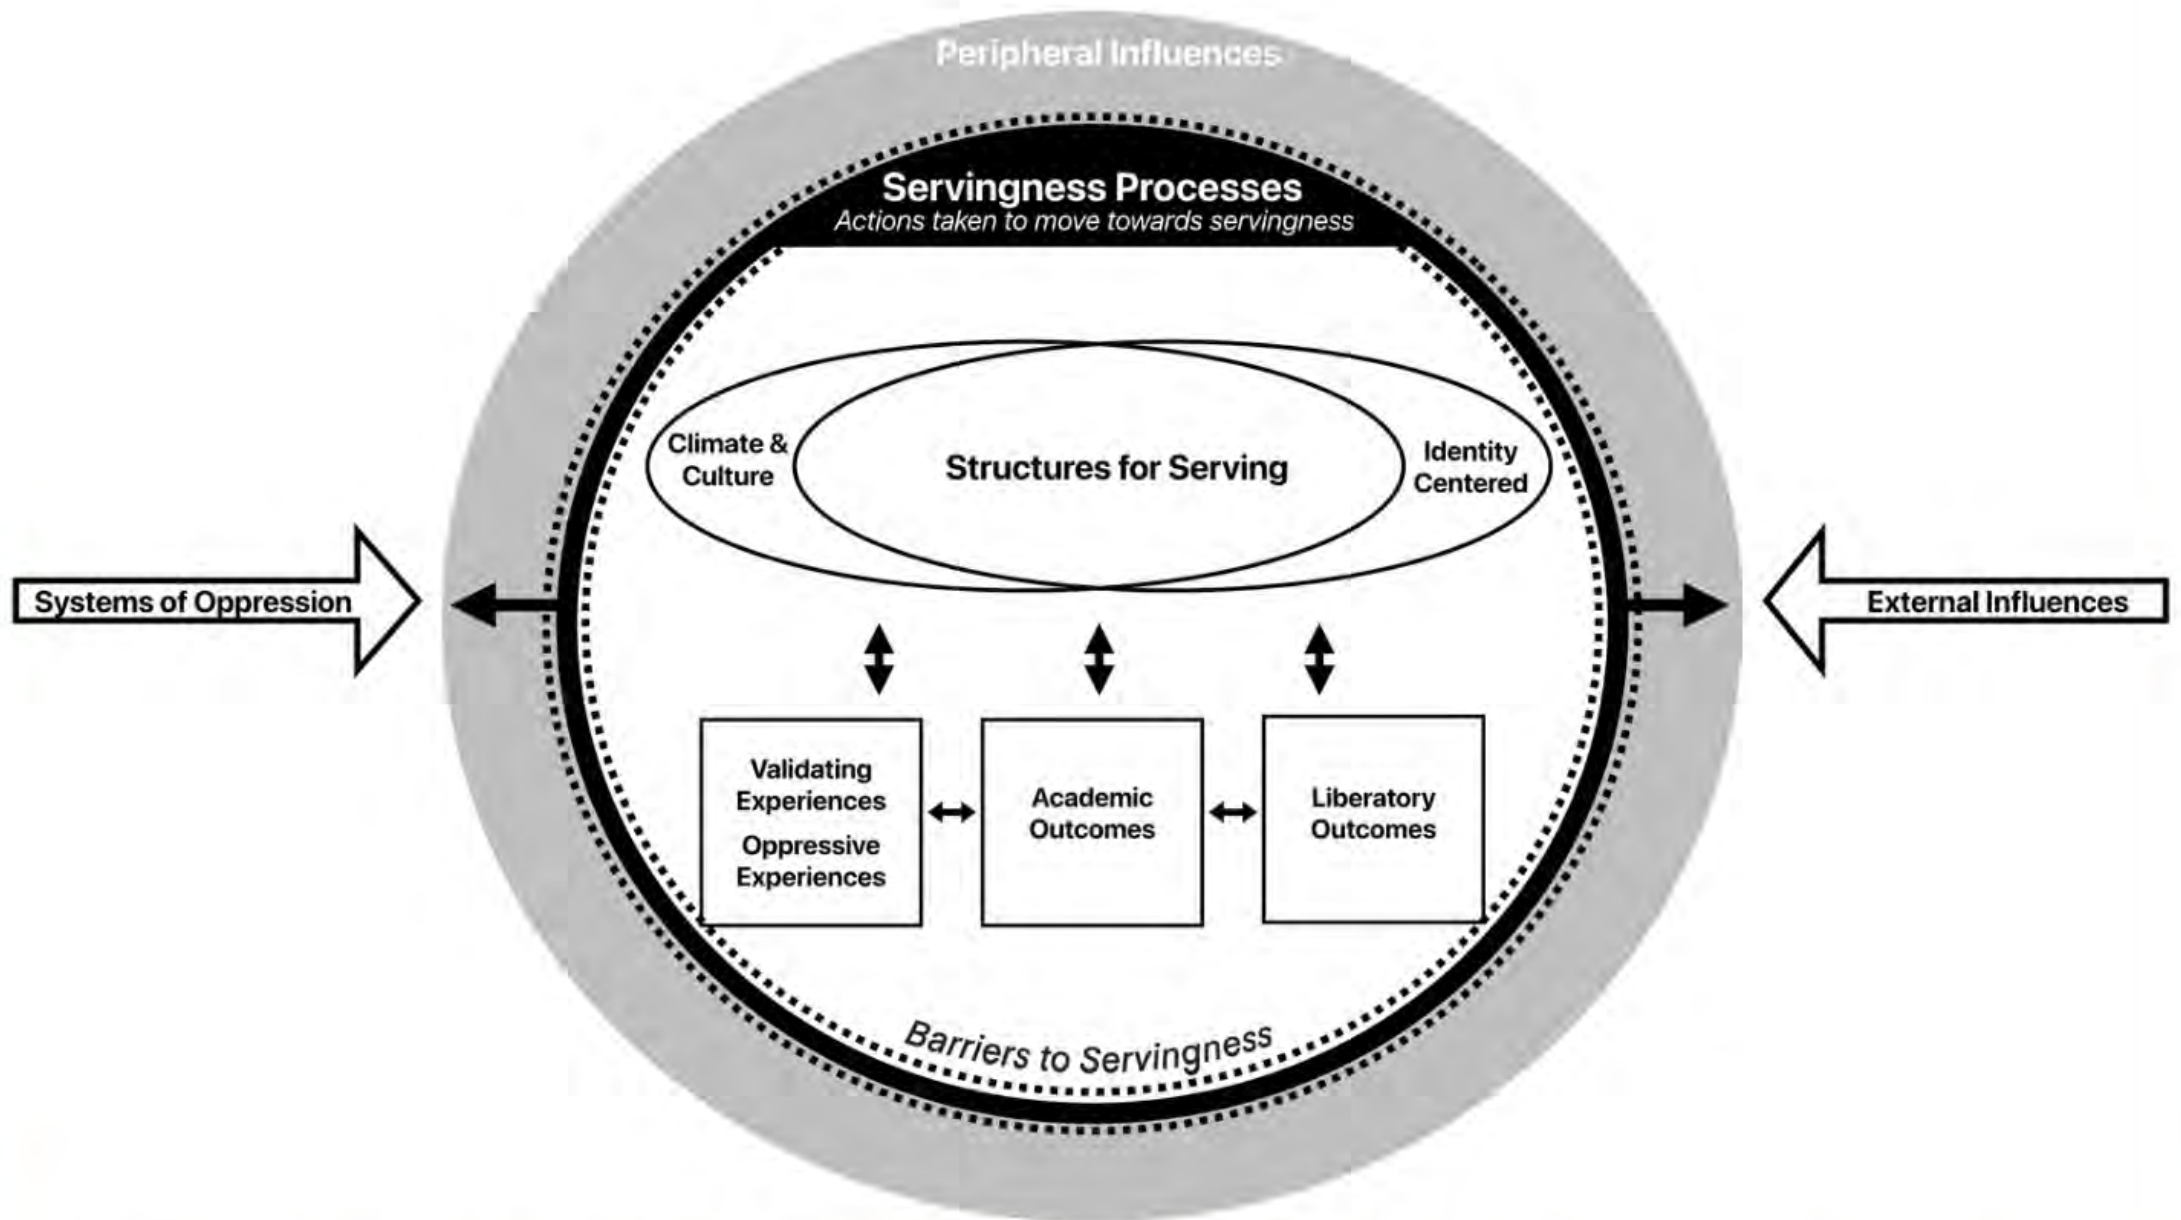 Peripheral Influences
Servingness Processes
Actions taken to move towards servingness
Climate &
Culture
Structures for Serving
Identity
Centered
Systems of Oppression
External Influences
Validating
Experiences
Oppressive
Experiences
Academic
Outcomes
Liberatory
Outcomes
Barriers to Servingness